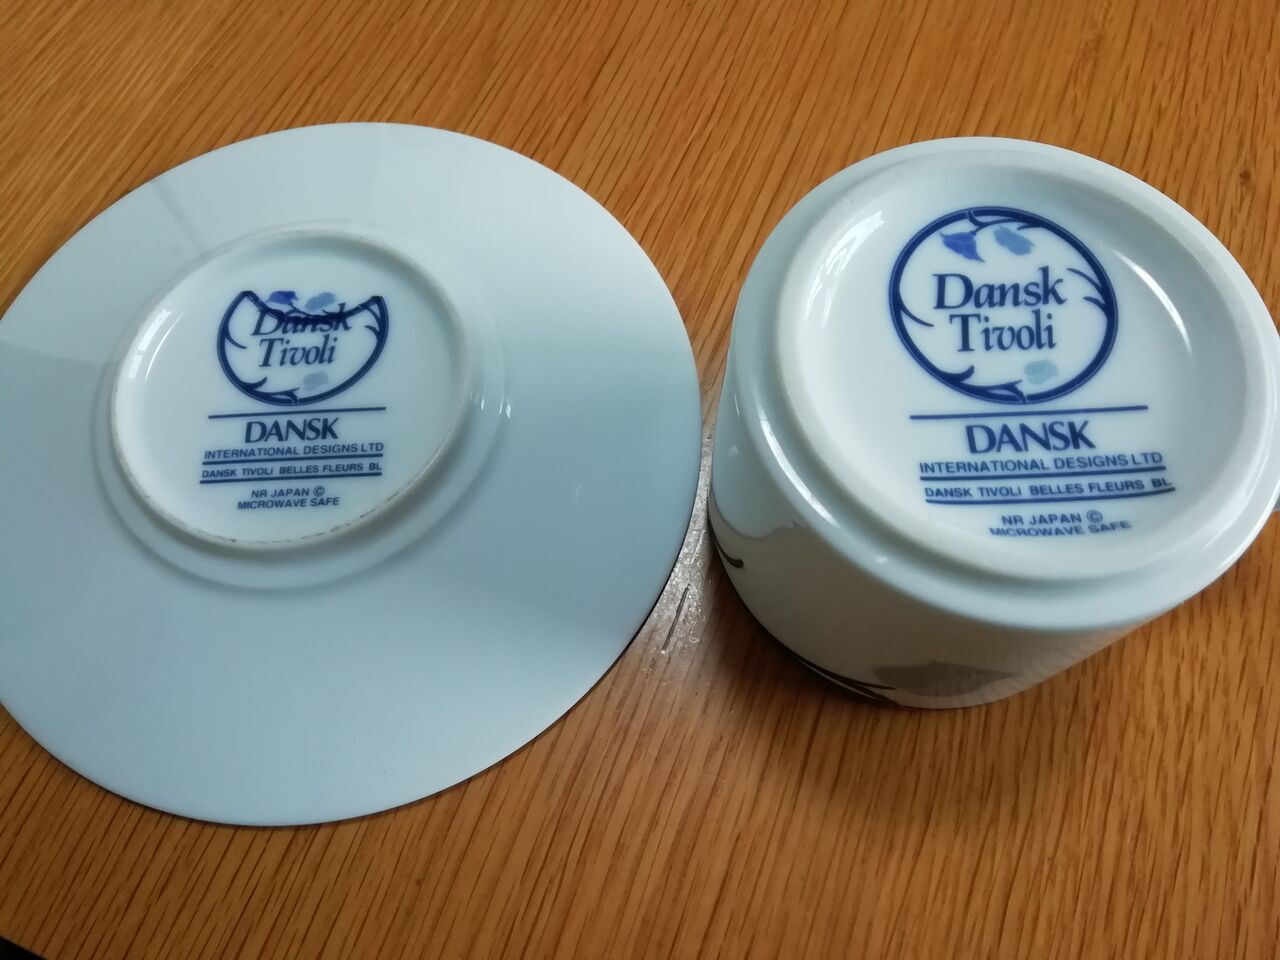 Dansk
Tivoli
DANSK
INTERNATIONAL DESIGNS LTD
DANSK TIVOLI BELLES FLEURS BL
NR JAPAN ©
MICROWAVE SAFE
Dansk
Tivoli
DANSK
INTERNATIONAL DESIGNS LTD
DANSK TIVOLI BELLES FLEURS BL
NR JAPAN ©
MICROWAVE SAFE